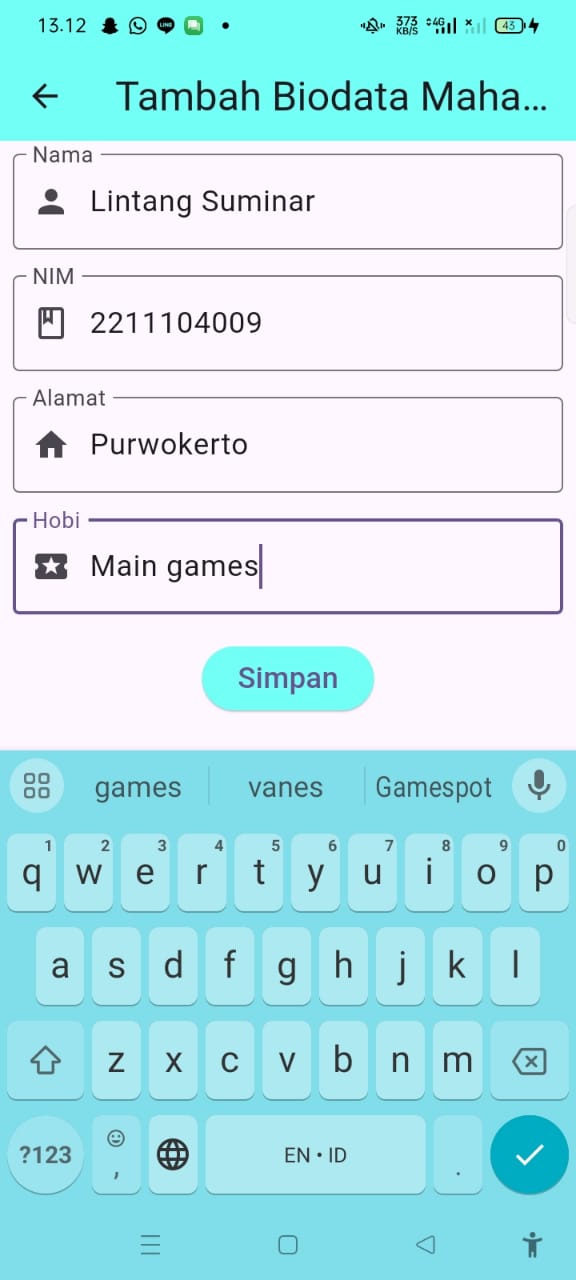 13.12 LINE 373 KB/S 4G x 43
Tambah Biodata Maha...
Nama
Lintang Suminar
NIM
2211104009
Alamat
Purwokerto
Hobi
Main games
Simpan
games vanes Gamespot
1 2 3 4 5 6 7 8 9 0
q w e r t y u i o p
a s d f g h j k l
z x c v b n m
?123 , EN • ID .